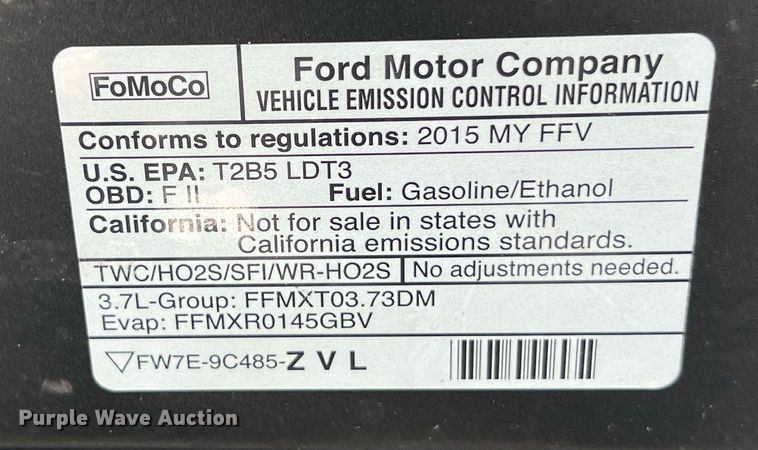 FoMoCo
Ford Motor Company
VEHICLE EMISSION CONTROL INFORMATION
Conforms to regulations: 2015 MY FFV
U.S. EPA: T2B5 LDT3
OBD: F II Fuel: Gasoline/Ethanol
California: Not for sale in states with
California emissions standards.
TWC/HO2S/SFI/WR-HO2S No adjustments needed.
3.7L-Group: FFMXT03.73DM
Evap: FFMXR0145GBV
▽FW7E-9C485-Z V L
Purple Wave Auction